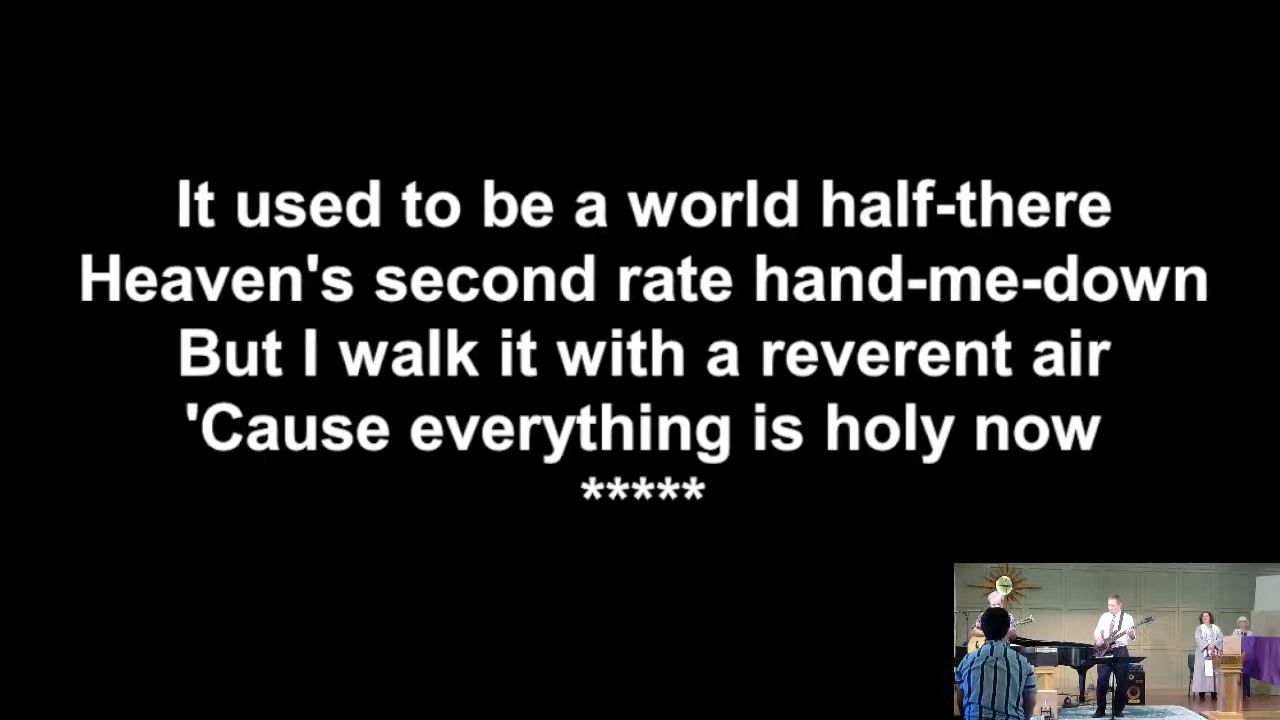 It used to be a world half-there
Heaven's second rate hand-me-down
But I walk it with a reverent air
'Cause everything is holy now
*****